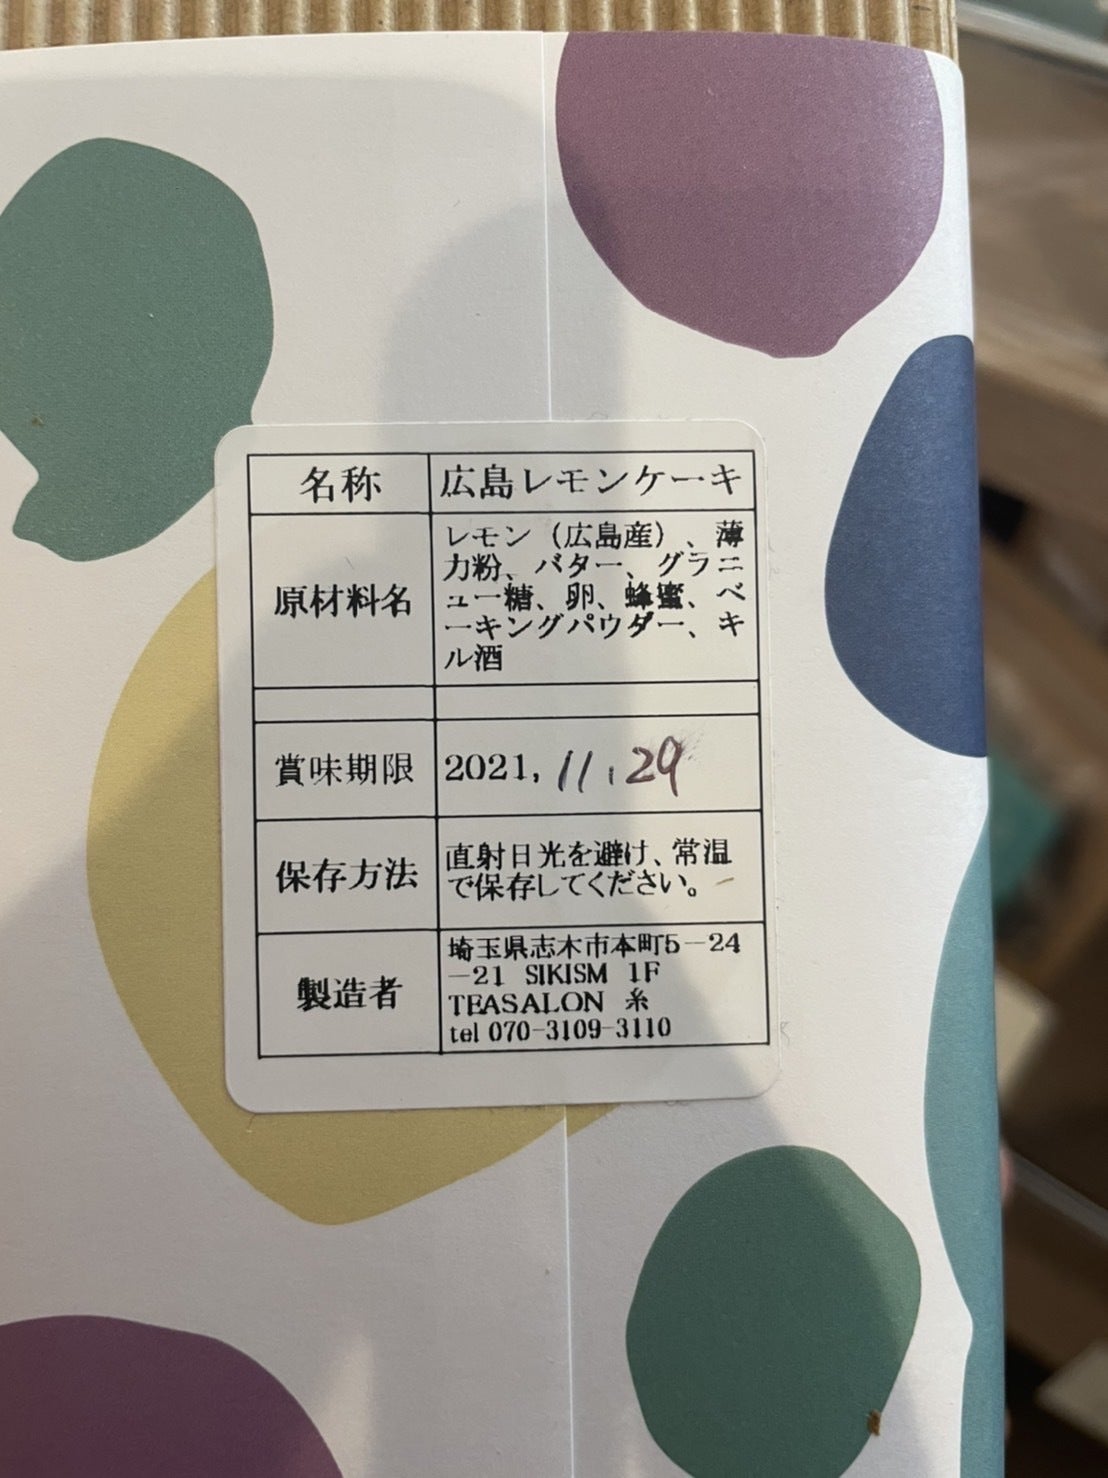 名称 広島レモンケーキ
原材料名 レモン（広島産）、薄
力粉、バター、グラニ
ュー糖、卵、蜂蜜、ベ
ーキングパウダー、キ
ル酒
賞味期限 2021, 11.29
保存方法 直射日光を避け、常温
で保存してください。
製造者 埼玉県志木市本町5－24
－21 SIKISM 1F
TEASALON 糸
tel 070-3109-3110